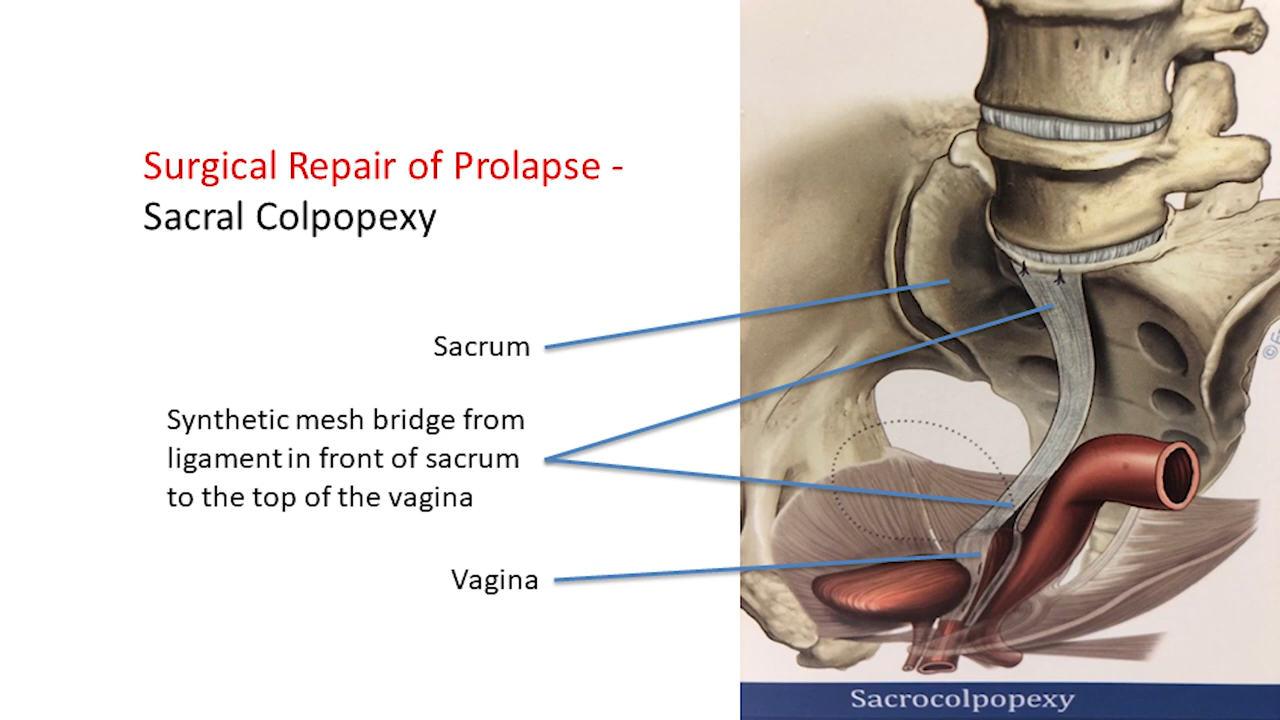 Surgical Repair of Prolapse -
Sacral Colpopexy
Sacrum
Synthetic mesh bridge from
ligament in front of sacrum
to the top of the vagina
Vagina
Sacrocolpopexy